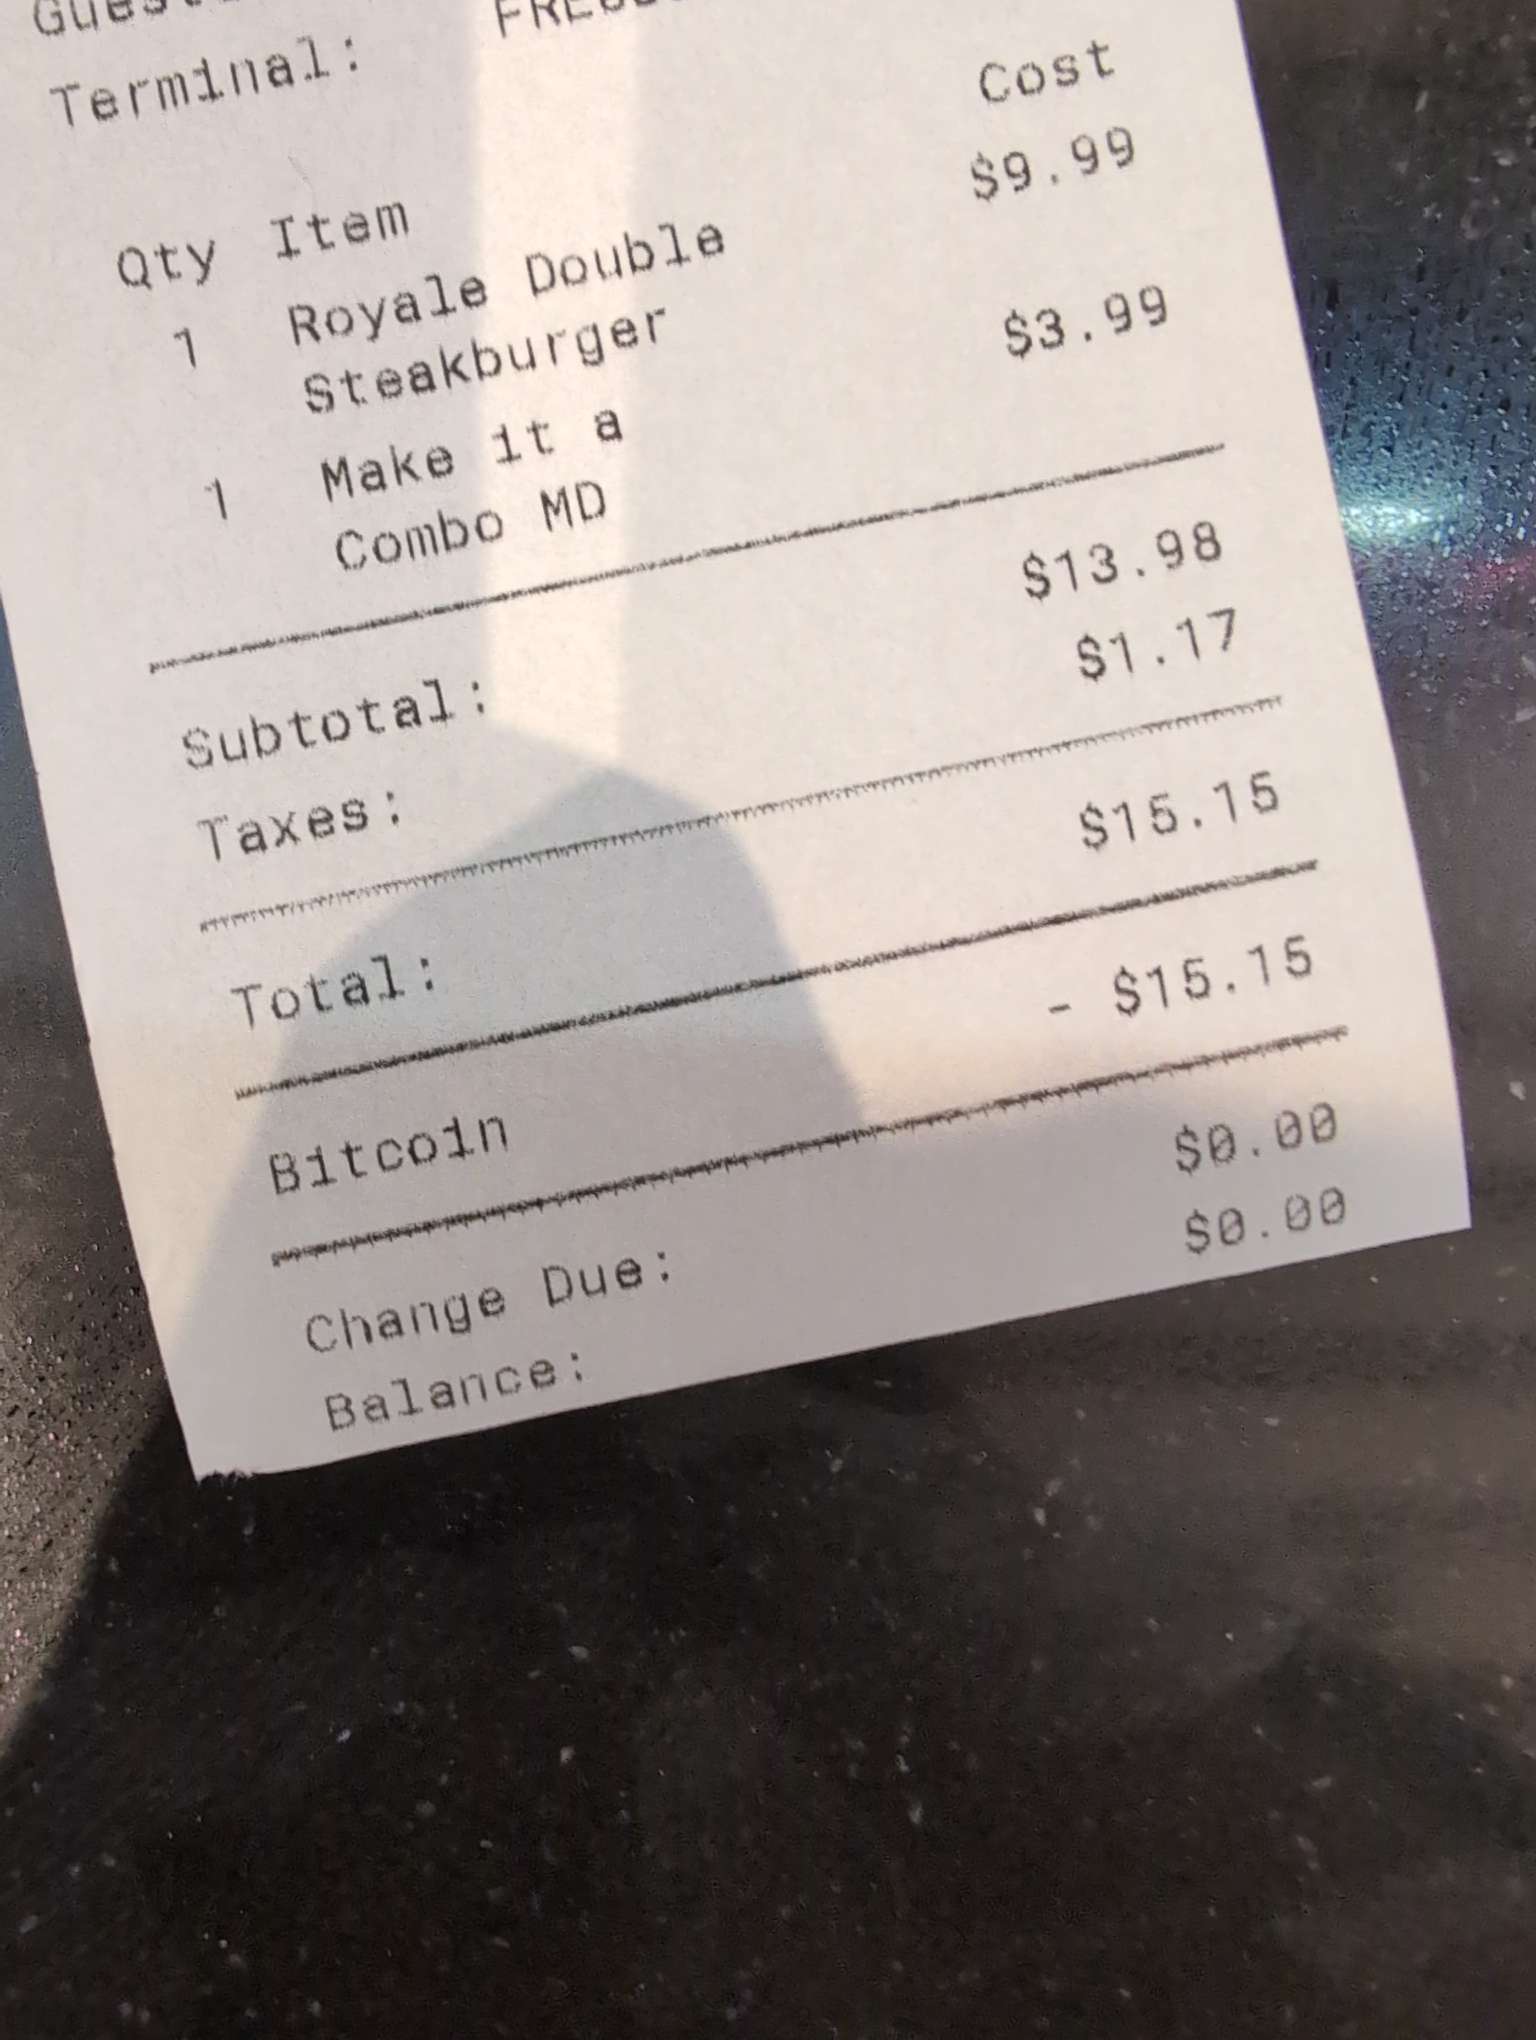 Terminal:
Cost
Qty Item
1 Royale Double $9.99
Steakburger
1 Make it a $3.99
Combo MD
Subtotal: $13.98
Taxes: $1.17
Total: $15.15
Bitcoin - $15.15
Change Due: $0.00
Balance: $0.00